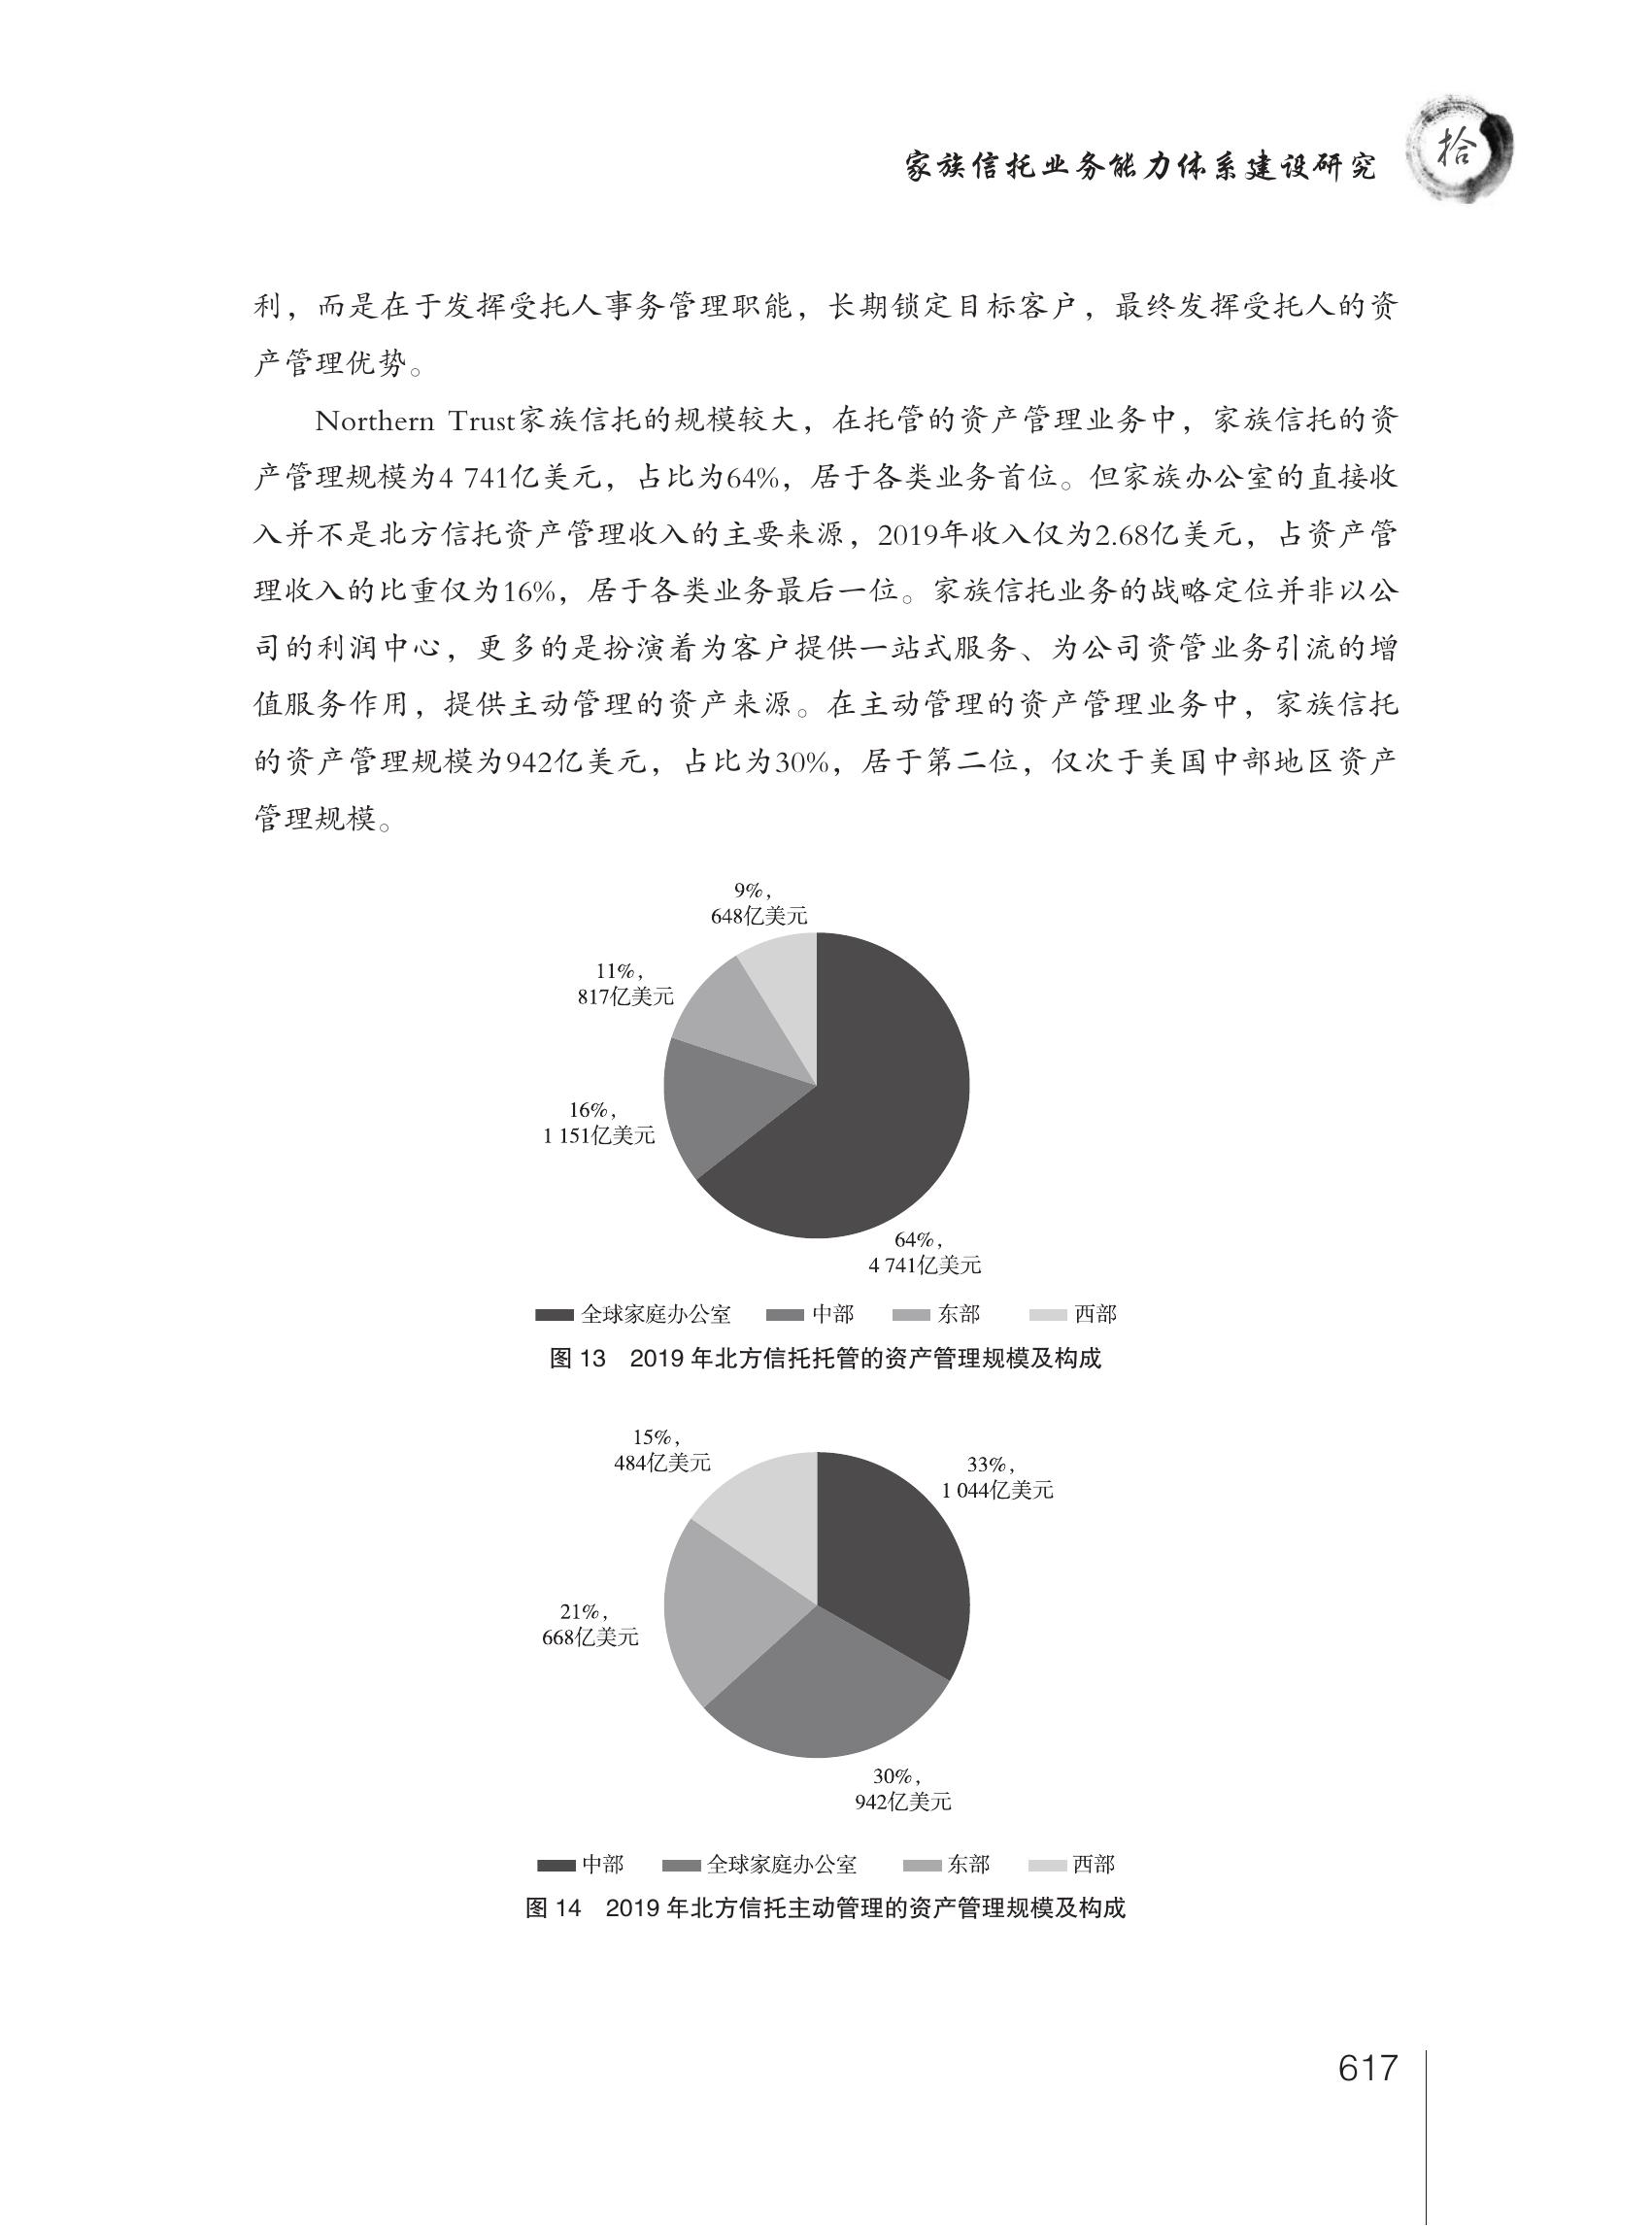 家族信托业务能力体系建设研究
拾
利，而是在于发挥受托人事务管理职能，长期锁定目标客户，最终发挥受托人的资
产管理优势。
Northern Trust家族信托的规模较大，在托管的资产管理业务中，家族信托的资
产管理规模为4 741亿美元，占比为64%，居于各类业务首位。但家族办公室的直接收
入并不是北方信托资产管理收入的主要来源，2019年收入仅为2.68亿美元，占资产管
理收入的比重仅为16%，居于各类业务最后一位。家族信托业务的战略定位并非以公
司的利润中心，更多的是扮演着为客户提供一站式服务、为公司资管业务引流的增
值服务作用，提供主动管理的资产来源。在主动管理的资产管理业务中，家族信托
的资产管理规模为942亿美元，占比为30%，居于第二位，仅次于美国中部地区资产
管理规模。
9%，
648亿美元
11%，
817亿美元
16%，
1 151亿美元
64%，
4 741亿美元
全球家庭办公室 中部 东部 西部
图 13 2019 年北方信托托管的资产管理规模及构成
15%，
484亿美元
33%，
1 044亿美元
21%，
668亿美元
30%，
942亿美元
中部 全球家庭办公室 东部 西部
图 14 2019 年北方信托主动管理的资产管理规模及构成
617